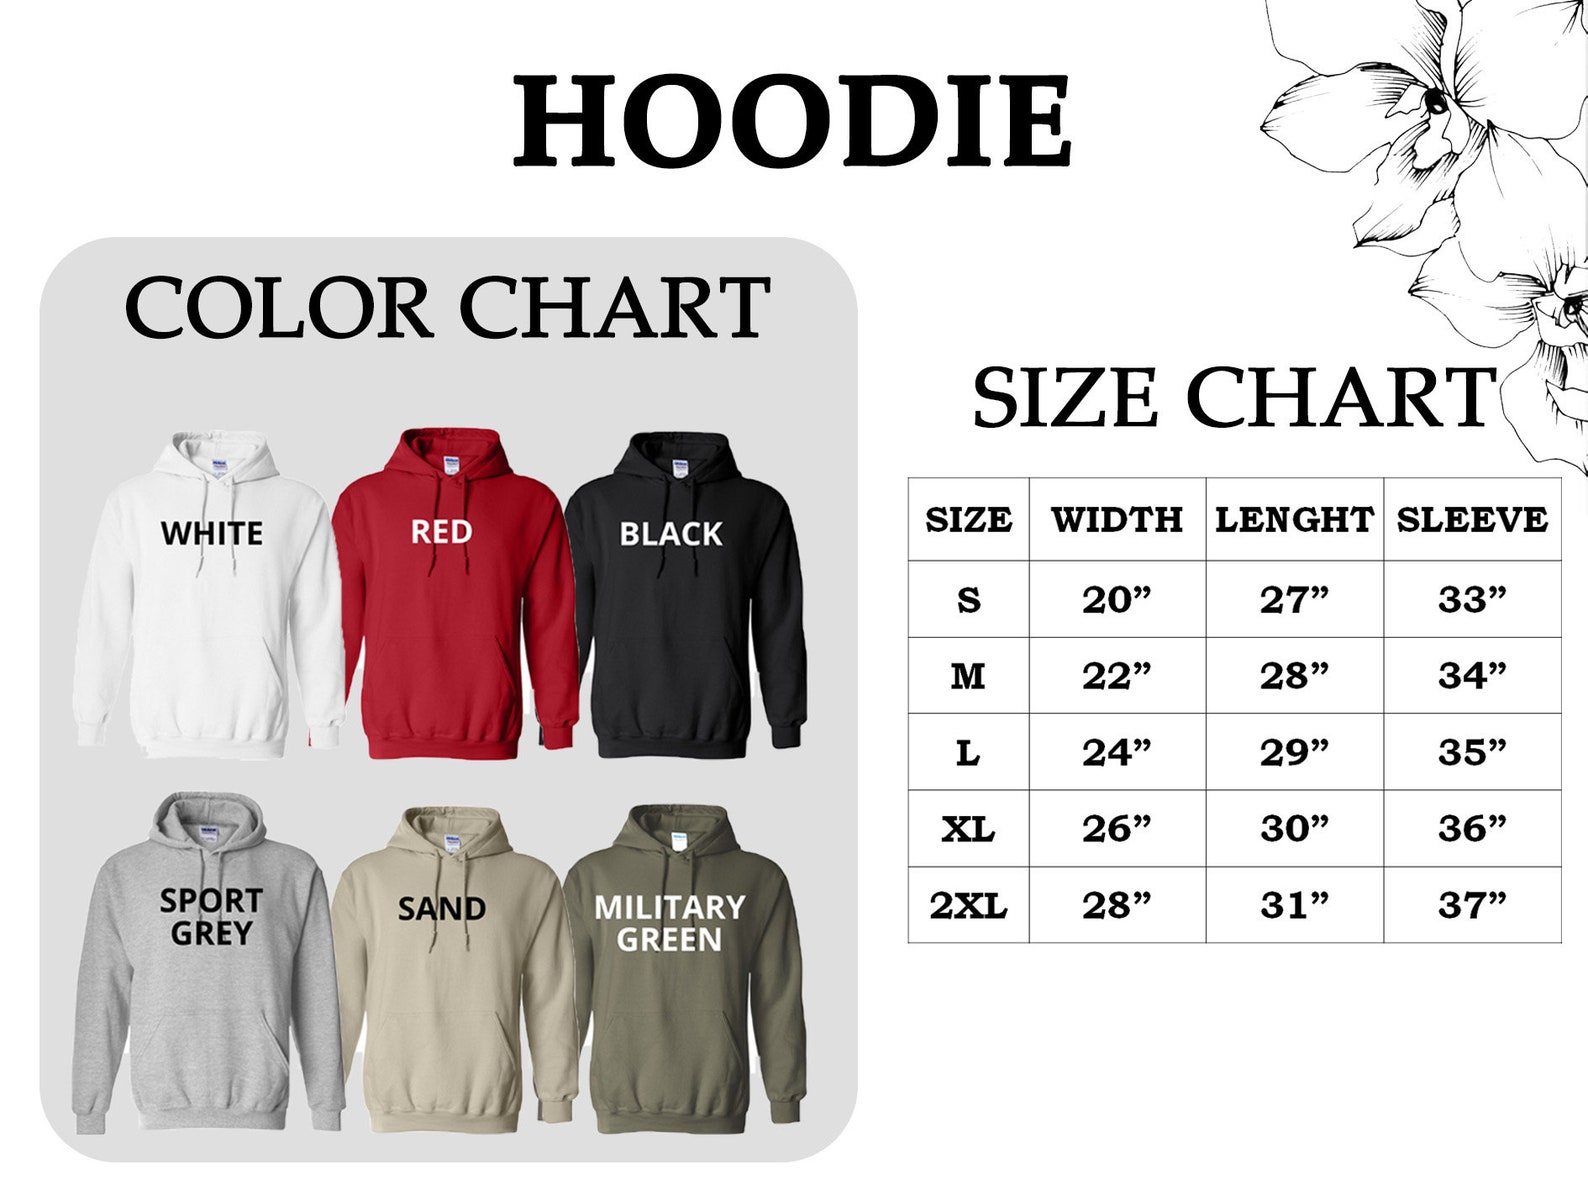 HOODIE
COLOR CHART
WHITE
RED
BLACK
SPORT
GREY
SAND
MILITARY
GREEN
SIZE CHART
SIZE WIDTH LENGHT SLEEVE
S 20” 27” 33”
M 22” 28” 34”
L 24” 29” 35”
XL 26” 30” 36”
2XL 28” 31” 37”